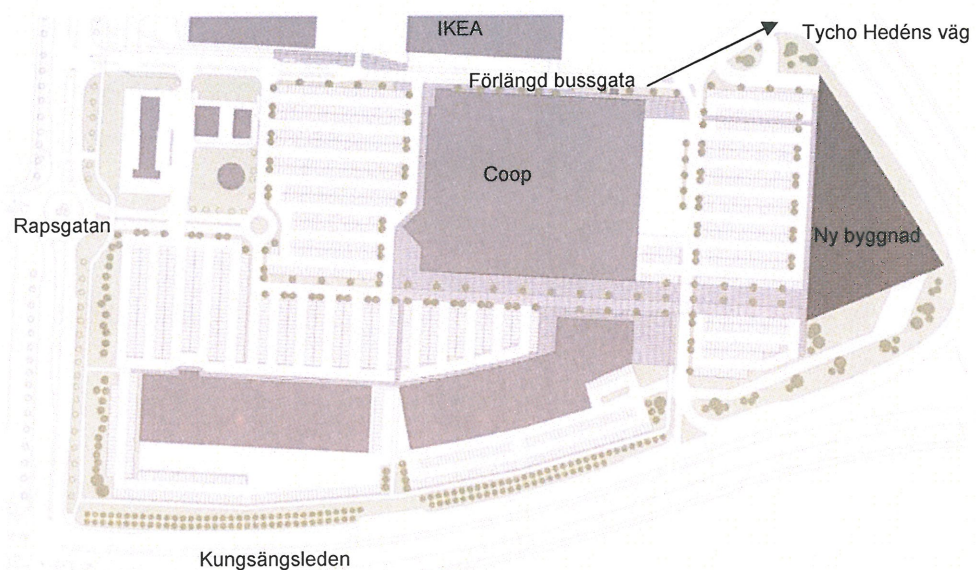 IKEA
Tycho Hedéns väg
Förlängd bussgata
Coop
Rapsgatan
Ny byggnad
Kungsängsleden